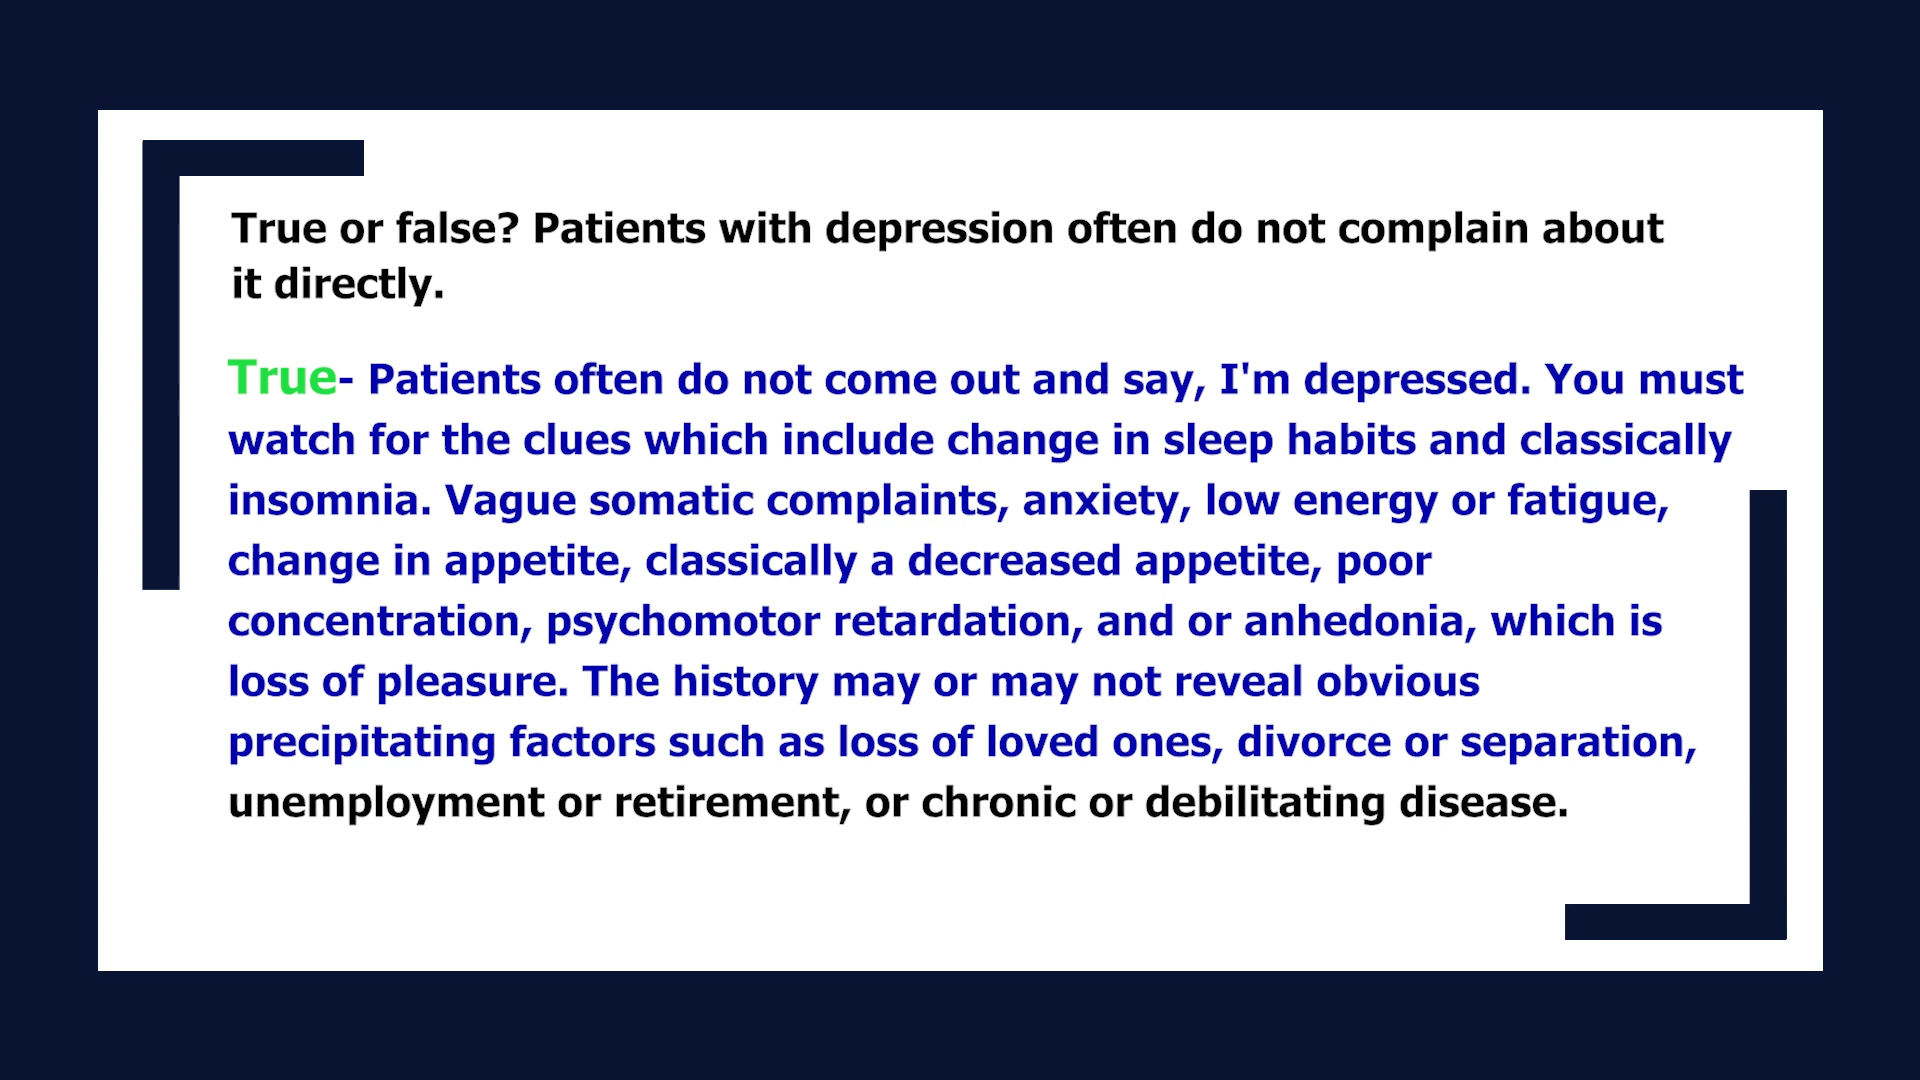 True or false? Patients with depression often do not complain about
it directly.
True- Patients often do not come out and say, I'm depressed. You must
watch for the clues which include change in sleep habits and classically
insomnia. Vague somatic complaints, anxiety, low energy or fatigue,
change in appetite, classically a decreased appetite, poor
concentration, psychomotor retardation, and or anhedonia, which is
loss of pleasure. The history may or may not reveal obvious
precipitating factors such as loss of loved ones, divorce or separation,
unemployment or retirement, or chronic or debilitating disease.